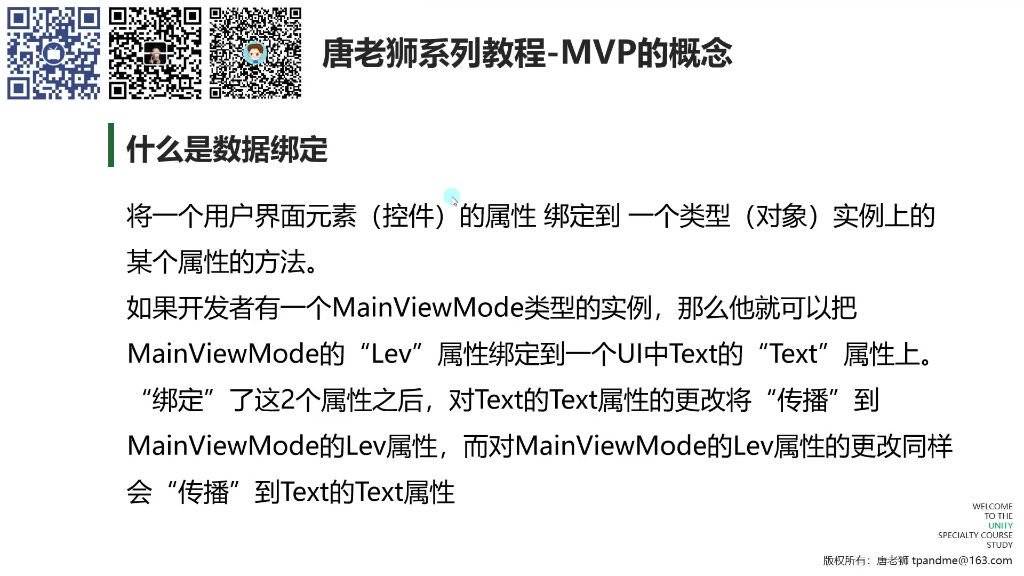 唐老狮系列教程-MVP的概念
什么是数据绑定
将一个用户界面元素（控件）的属性 绑定到 一个类型（对象）实例上的
某个属性的方法。
如果开发者有一个MainViewMode类型的实例，那么他就可以把
MainViewMode的“Lev”属性绑定到一个UI中Text的“Text”属性上。
“绑定”了这2个属性之后，对Text的Text属性的更改将“传播”到
MainViewMode的Lev属性，而对MainViewMode的Lev属性的更改同样
会“传播”到Text的Text属性
WELCOME
TO THE
UNITY
SPECIALTY COURSE
STUDY
版权所有：唐老狮 tpandme@163.com